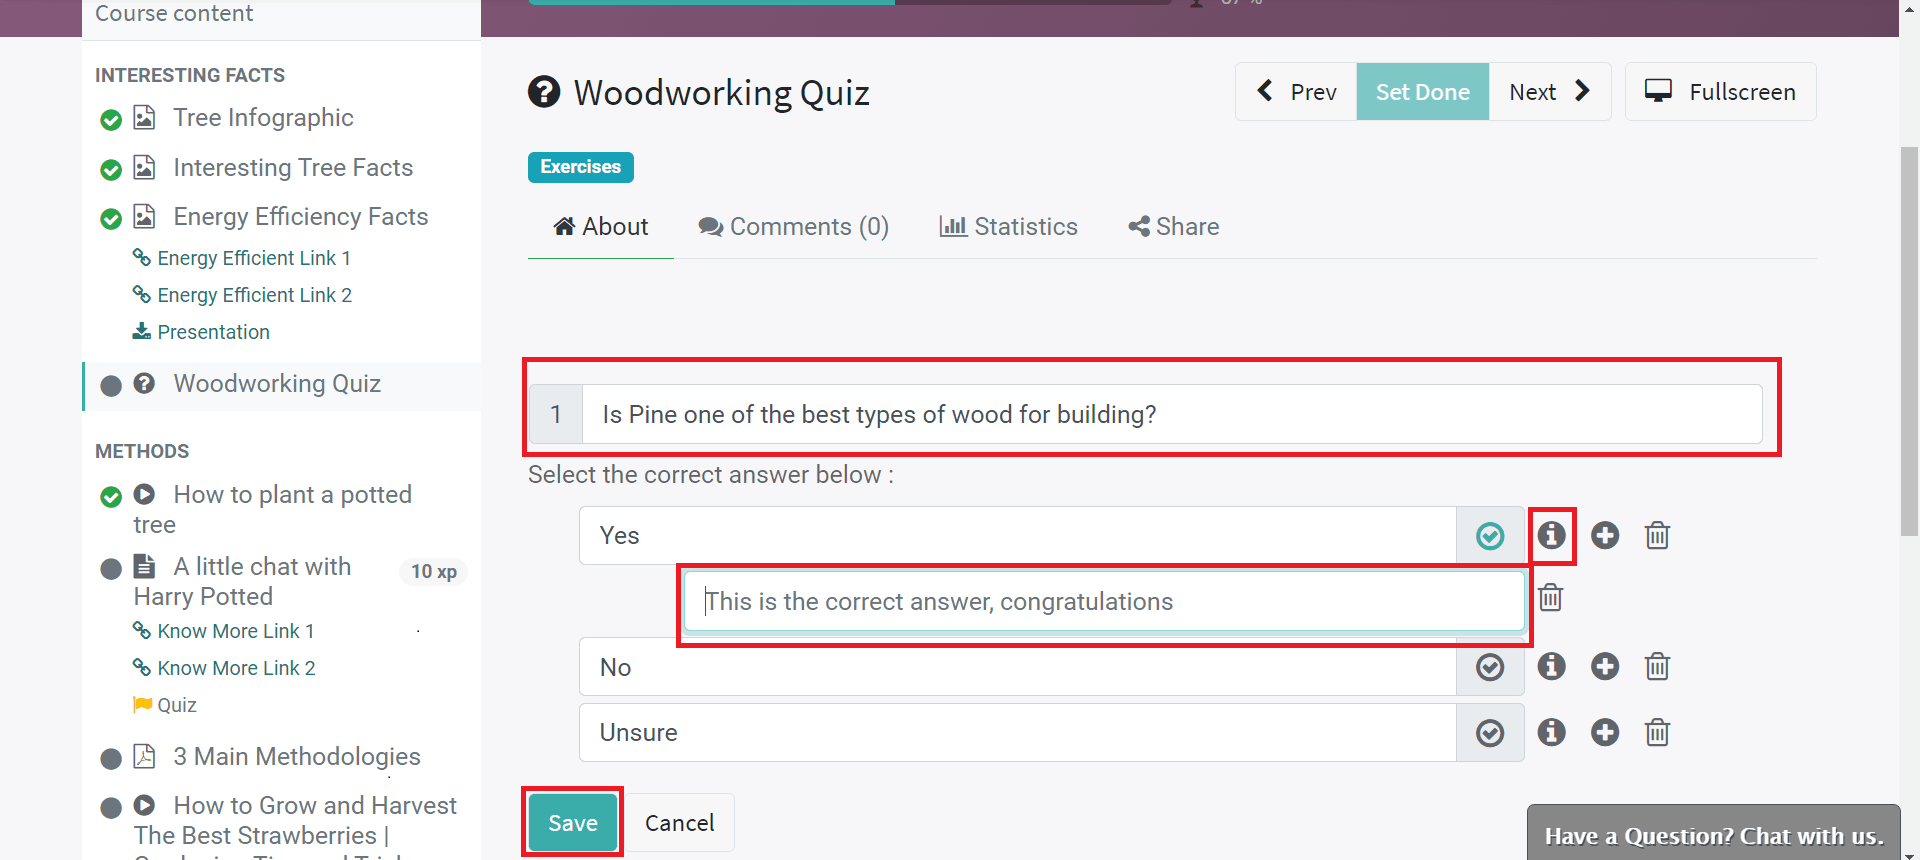 Course content
INTERESTING FACTS
Tree Infographic
Interesting Tree Facts
Energy Efficiency Facts
Energy Efficient Link 1
Energy Efficient Link 2
Presentation
Woodworking Quiz
METHODS
How to plant a potted
tree
A little chat with
Harry Potted
10 xp
Know More Link 1
Know More Link 2
Quiz
3 Main Methodologies
How to Grow and Harvest
The Best Strawberries |
Woodworking Quiz
Prev
Set Done
Next
Fullscreen
Exercises
About
Comments (0)
Statistics
Share
1
Is Pine one of the best types of wood for building?
Select the correct answer below :
Yes
This is the correct answer, congratulations
No
Unsure
Save
Cancel
Have a Question? Chat with us.